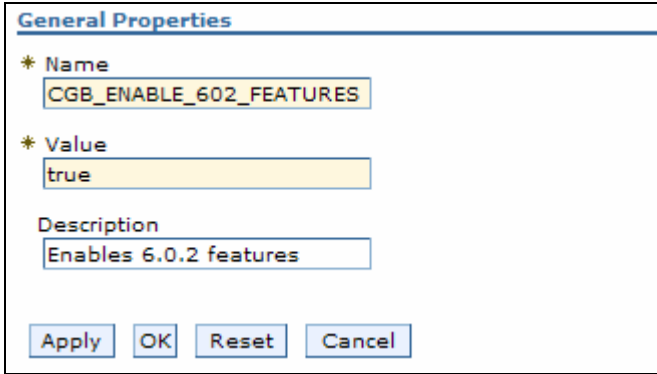 General Properties
* Name
CGB_ENABLE_602_FEATURES
* Value
true
Description
Enables 6.0.2 features
Apply OK Reset Cancel